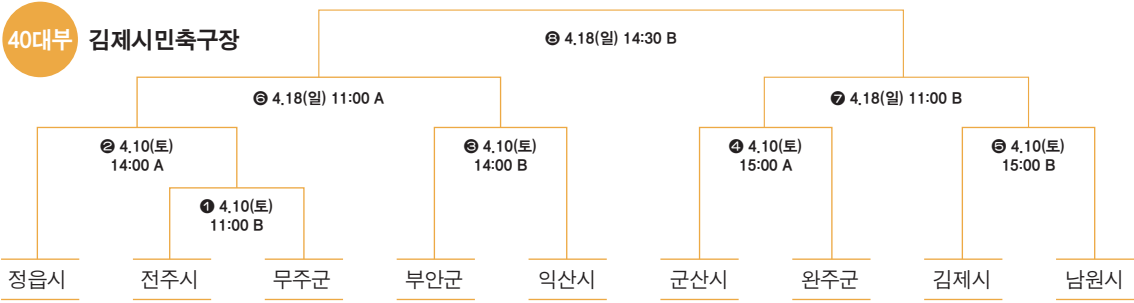 40대부 김제시민축구장
❽ 4.18(일) 14:30 B
❻ 4.18(일) 11:00 A
❼ 4.18(일) 11:00 B
❷ 4.10(토)
14:00 A
❸ 4.10(토)
14:00 B
❹ 4.10(토)
15:00 A
❺ 4.10(토)
15:00 B
❶ 4.10(토)
11:00 B
정읍시 전주시 무주군 부안군 익산시 군산시 완주군 김제시 남원시